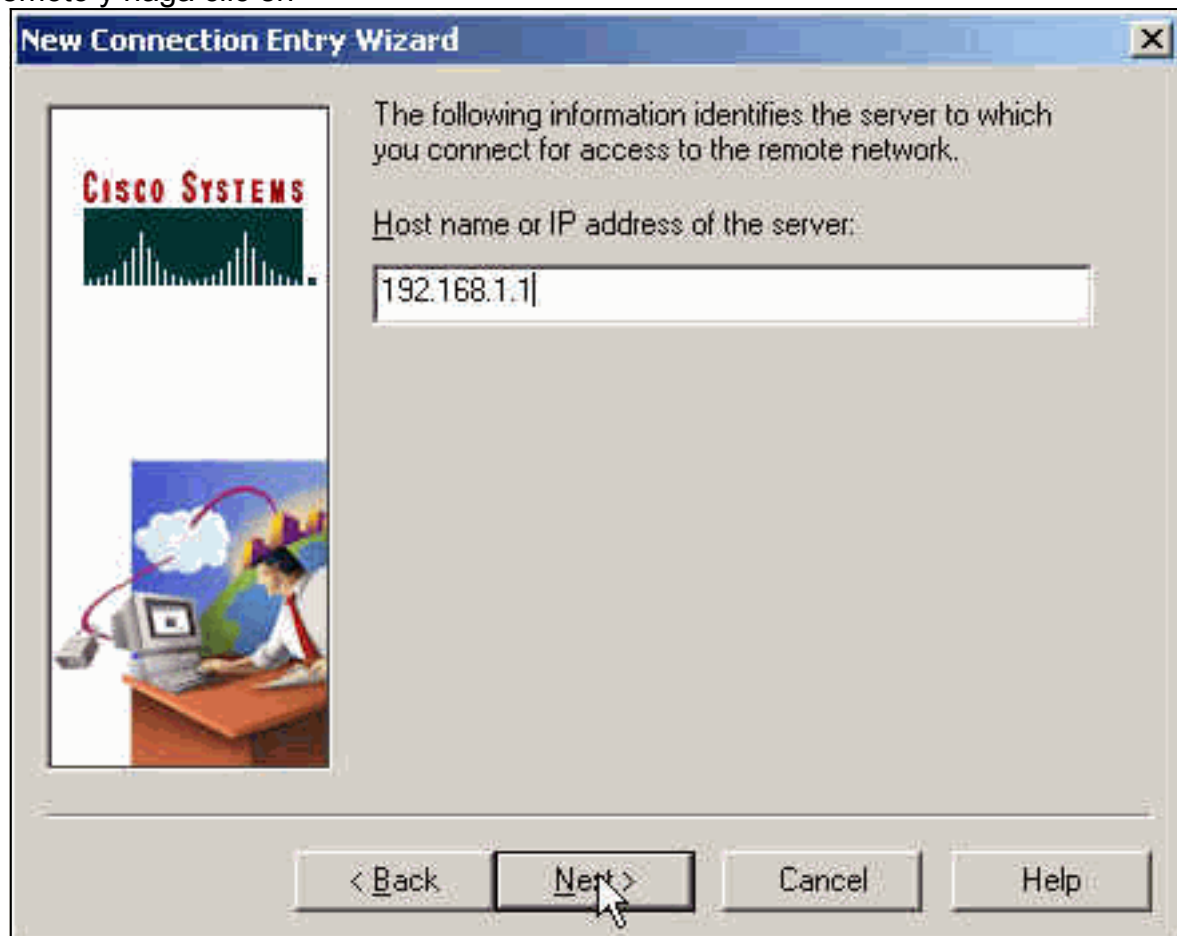 New Connection Entry Wizard
CISCO SYSTEMS
The following information identifies the server to which
you connect for access to the remote network.
Host name or IP address of the server:
192.168.1.1
< Back
Next >
Cancel
Help